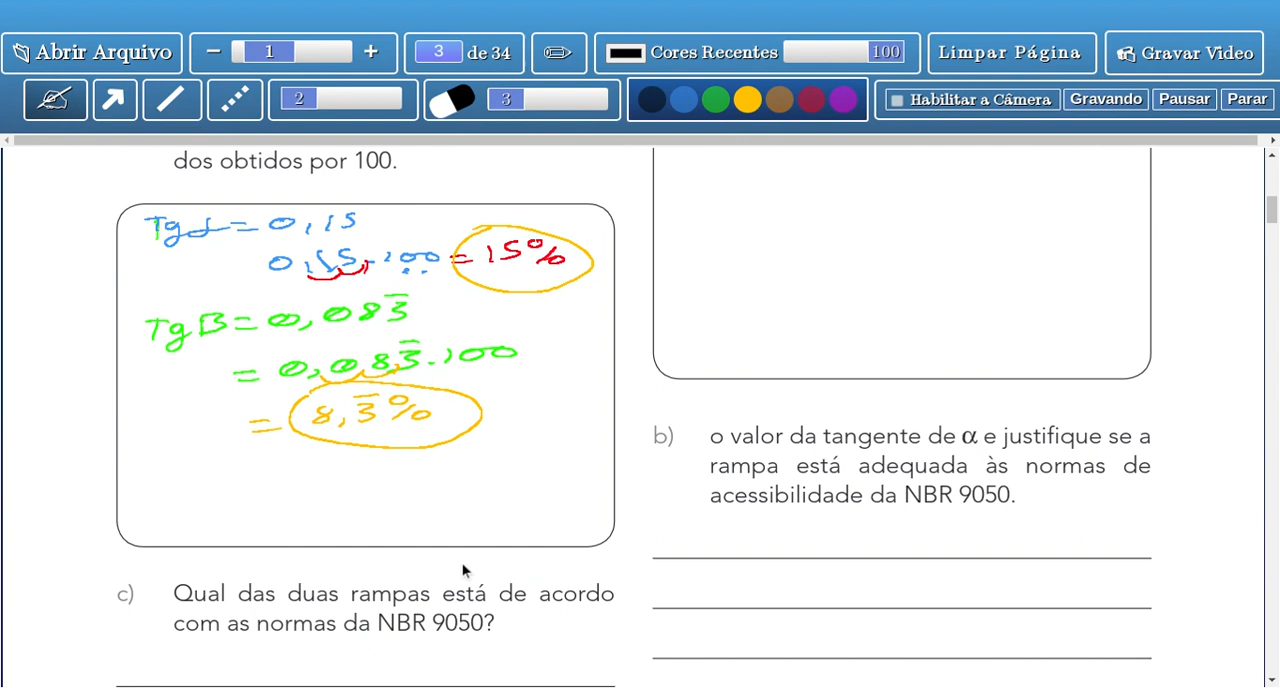 Abrir Arquivo − 1 + 3 de 34 Cores Recentes 100 Limpar Página Gravar Video
2 3 Habilitar a Câmera Gravando Pausar Parar
dos obtidos por 100.
Tgα = 0,15
0,15.100 = 15%
TgB = 0,083̅
= 0,083̅.100
= 8,3̅%
c) Qual das duas rampas está de acordo
com as normas da NBR 9050?
b) o valor da tangente de α e justifique se a
rampa está adequada às normas de
acessibilidade da NBR 9050.